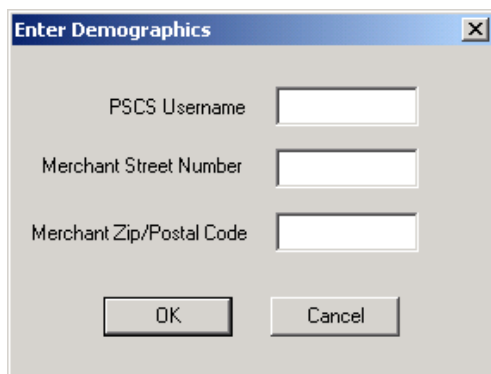 Enter Demographics
PSCS Username
Merchant Street Number
Merchant Zip/Postal Code
OK Cancel